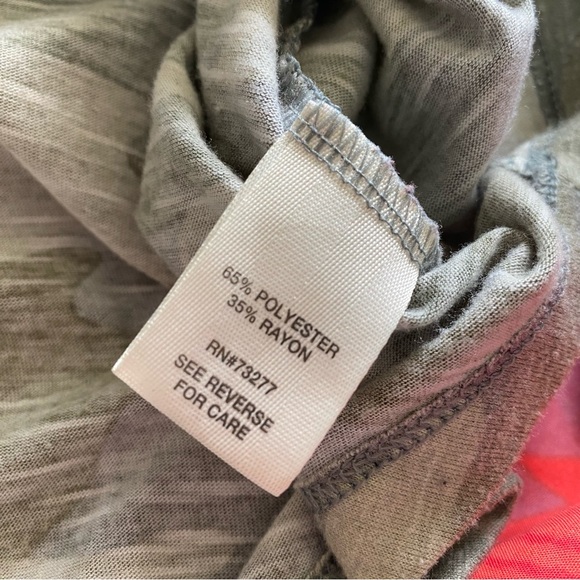 65% POLYESTER
35% RAYON
RN#73277
SEE REVERSE
FOR CARE